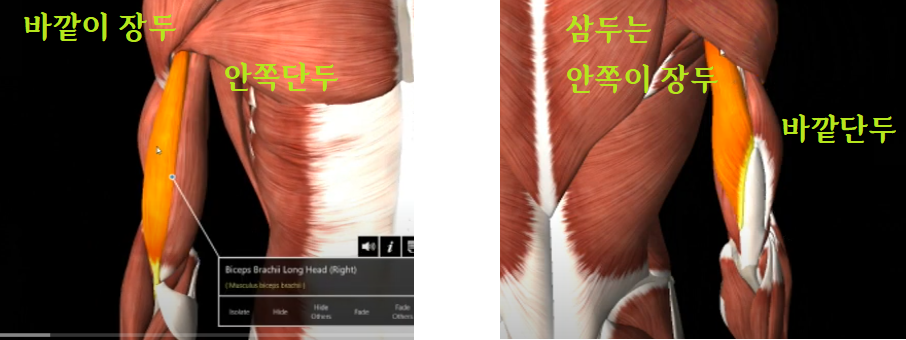 바깥이 장두
안쪽단두
Biceps Brachii Long Head (Right)
( Musculus biceps brachii )
Isolate Hide Hide Others Fade Fade Others
삼두는
안쪽이 장두
바깥단두